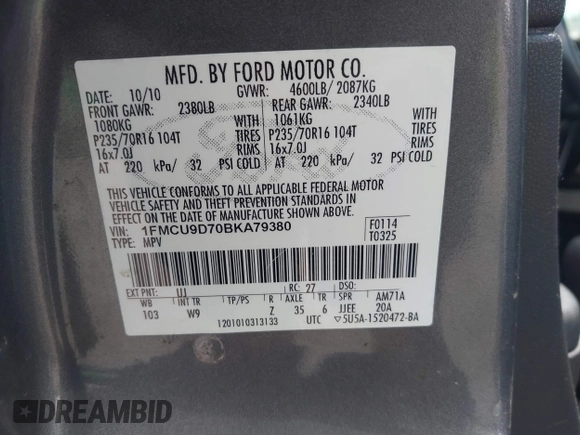 MFD. BY FORD MOTOR CO.
DATE: 10/10 GVWR: 4600LB/ 2087KG
FRONT GAWR: 2380LB REAR GAWR: 2340LB
1080KG WITH 1061KG WITH
P235/70R16 104T TIRES P235/70R16 104T TIRES
16x7.0J RIMS 16x7.0J RIMS
AT 220 kPa/ 32 PSI COLD AT 220 kPa/ 32 PSI COLD
THIS VEHICLE CONFORMS TO ALL APPLICABLE FEDERAL MOTOR
VEHICLE SAFETY AND THEFT PREVENTION STANDARDS IN
EFFECT ON THE DATE OF MANUFACTURE SHOWN ABOVE.
VIN: 1FMCU9D70BKA79380 F0114
TYPE: MPV T0325
EXT PNT: UJ RC: 27 DSO:
WB INT TR TP/PS R AXLE TR SPR AM71A
103 W9 Z 35 6 JJEE 20A
1201010313133 UTC ▽5U5A-1520472-BA
Ford
DREAMBID